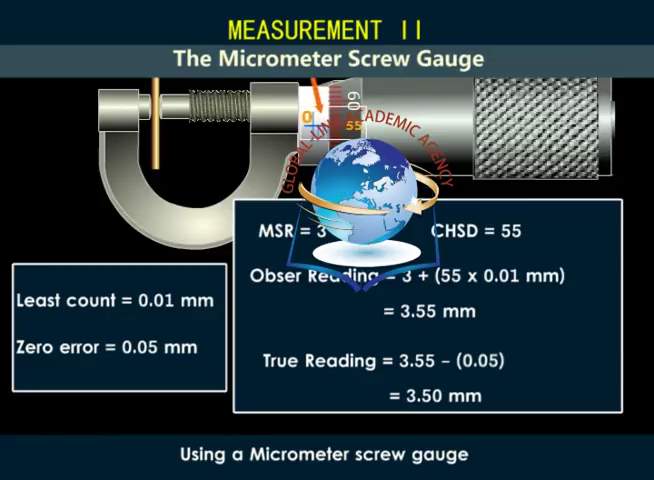 MEASUREMENT II
The Micrometer Screw Gauge
60
0
55
GLOBAL-LINK ACADEMIC AGENCY
MSR = 3 CHSD = 55
Obser Reading = 3 + (55 x 0.01 mm)
= 3.55 mm
Least count = 0.01 mm
Zero error = 0.05 mm
True Reading = 3.55 – (0.05)
= 3.50 mm
Using a Micrometer screw gauge